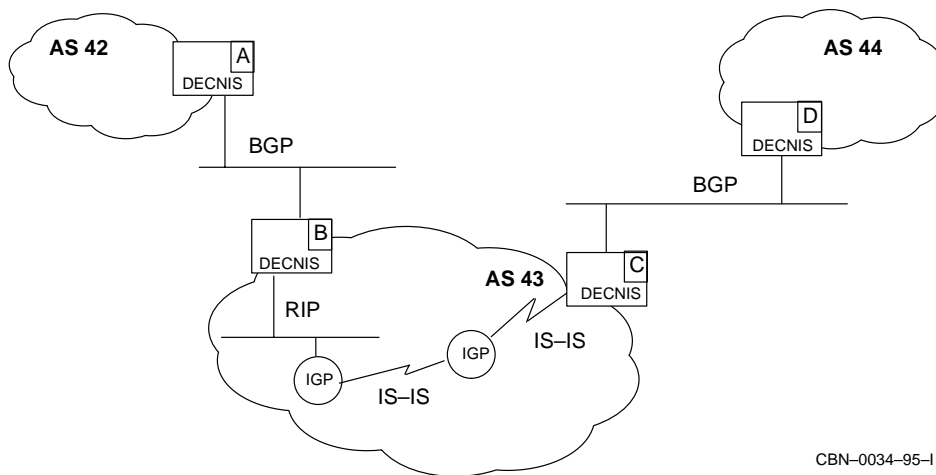 AS 42
A
DECNIS
AS 44
D
DECNIS
BGP
BGP
B
DECNIS
AS 43
C
DECNIS
RIP
IS–IS
IGP
IGP
IS–IS
CBN–0034–95–I